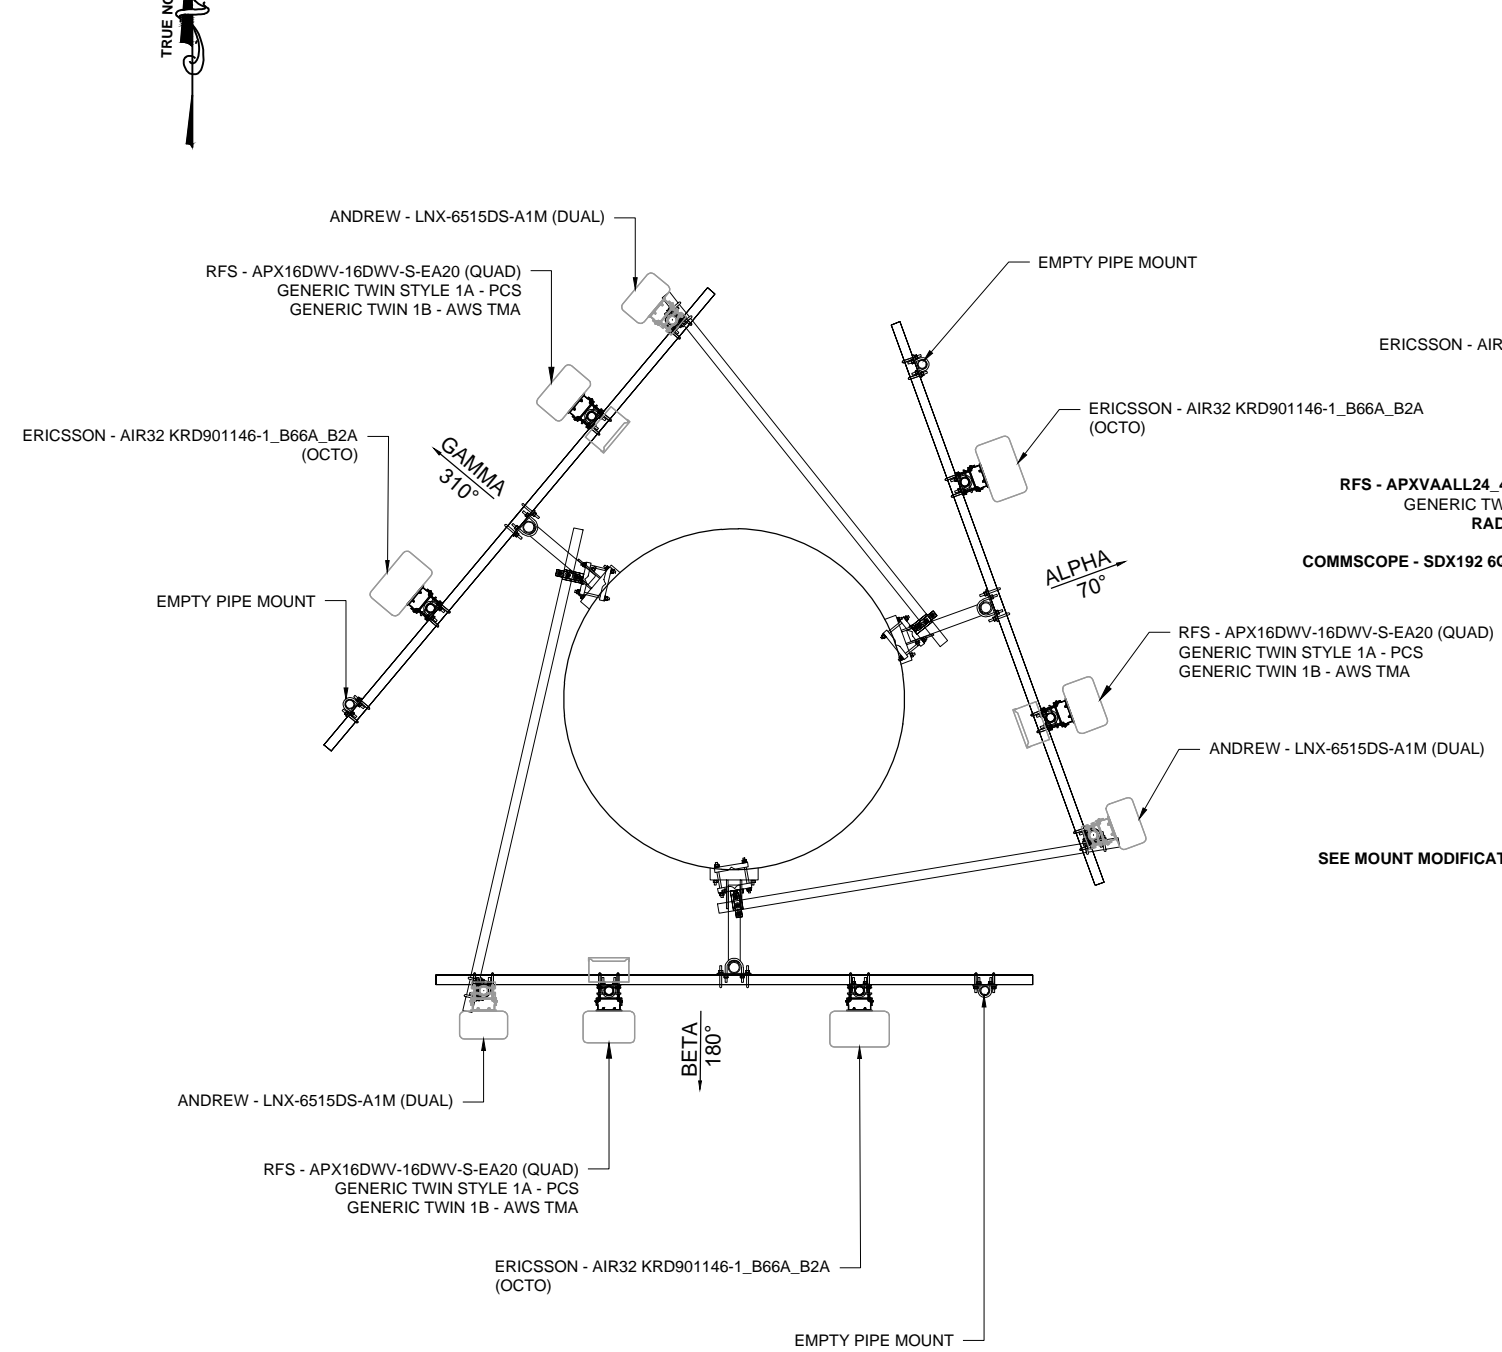 TRUE
ANDREW - LNX-6515DS-A1M (DUAL)
RFS - APX16DWV-16DWV-S-EA20 (QUAD)
GENERIC TWIN STYLE 1A - PCS
GENERIC TWIN 1B - AWS TMA
ERICSSON - AIR32 KRD901146-1_B66A_B2A
(OCTO)
GAMMA
310°
EMPTY PIPE MOUNT
EMPTY PIPE MOUNT
ERICSSON - AIR
ERICSSON - AIR32 KRD901146-1_B66A_B2A
(OCTO)
RFS - APXVAALL24_
GENERIC
COMMSCOPE - SDX192
ALPHA
70°
RFS - APX16DWV-16DWV-S-EA20 (QUAD)
GENERIC TWIN STYLE 1A - PCS
GENERIC TWIN 1B - AWS TMA
ANDREW - LNX-6515DS-A1M (DUAL)
SEE MOUNT
BETA
180°
ANDREW - LNX-6515DS-A1M (DUAL)
RFS - APX16DWV-16DWV-S-EA20 (QUAD)
GENERIC TWIN STYLE 1A - PCS
GENERIC TWIN 1B - AWS TMA
ERICSSON - AIR32 KRD901146-1_B66A_B2A
(OCTO)
EMPTY PIPE MOUNT